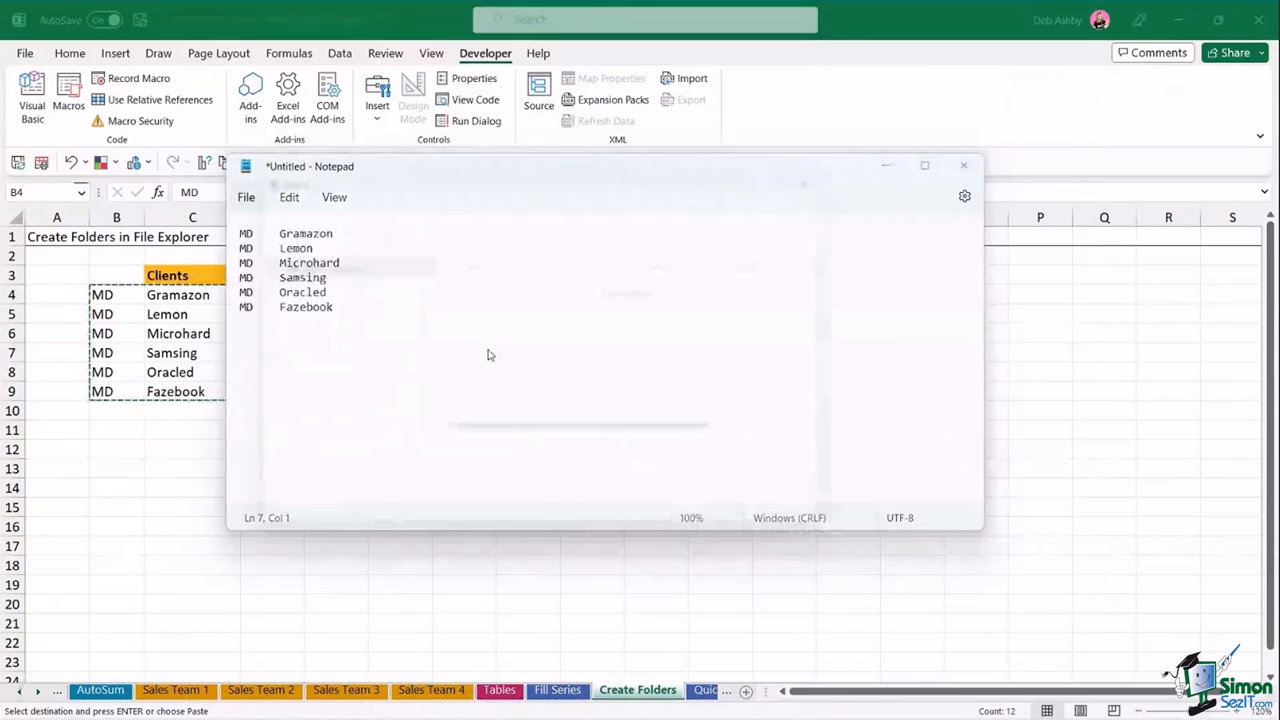 AutoSave On
Search
Deb Ashby
File Home Insert Draw Page Layout Formulas Data Review View Developer Help
Comments Share
Visual Basic
Macros
Record Macro
Use Relative References
Macro Security
Code
Add-ins
Excel Add-ins
COM Add-ins
Add-ins
Insert
Design Mode
Properties
View Code
Run Dialog
Controls
Source
Map Properties
Expansion Packs
Refresh Data
Import
Export
XML
B4 fx MD
*Untitled - Notepad
File Edit View
A B C P Q R S
1 Create Folders in File Explorer
2
3 Clients
4 MD Gramazon
5 MD Lemon
6 MD Microhard
7 MD Samsing
8 MD Oracled
9 MD Fazebook
10
11
12
13
14
15
16
17
18
19
20
21
22
23
MD Gramazon
MD Lemon
MD Microhard
MD Samsing
MD Oracled
MD Fazebook
Ln 7, Col 1 100% Windows (CRLF) UTF-8
... AutoSum Sales Team 1 Sales Team 2 Sales Team 3 Sales Team 4 Tables Fill Series Create Folders Quic ...
Select destination and press ENTER or choose Paste
Count: 12
120%
Simon
SezIT.com